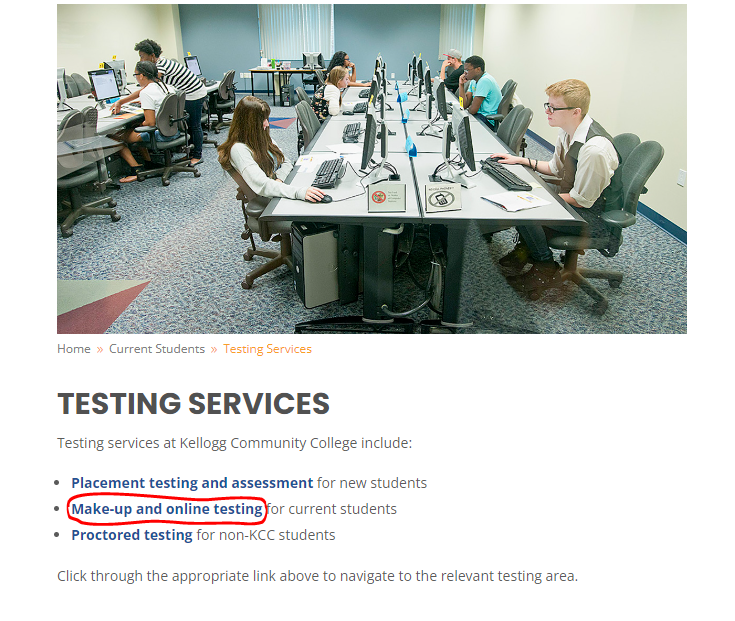 Home » Current Students » Testing Services
TESTING SERVICES
Testing services at Kellogg Community College include:
• Placement testing and assessment for new students
• Make-up and online testing for current students
• Proctored testing for non-KCC students
Click through the appropriate link above to navigate to the relevant testing area.